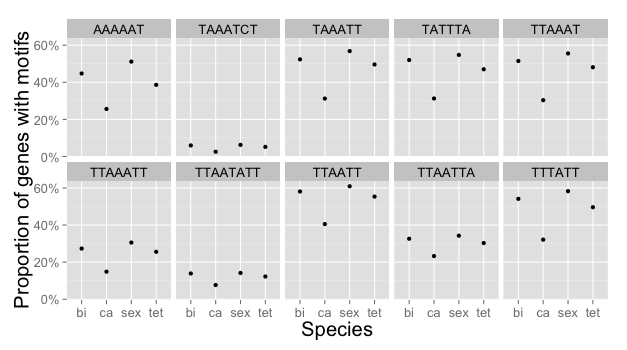 Proportion of genes with motifs
AAAAAT TAAATCT TAAATT TATTTA TTAAAT
60%
40%
20%
0%
TTAAATT TTAATATT TTAATT TTAATTA TTTATT
60%
40%
20%
0%
bi ca sex tet bi ca sex tet bi ca sex tet bi ca sex tet bi ca sex tet
Species